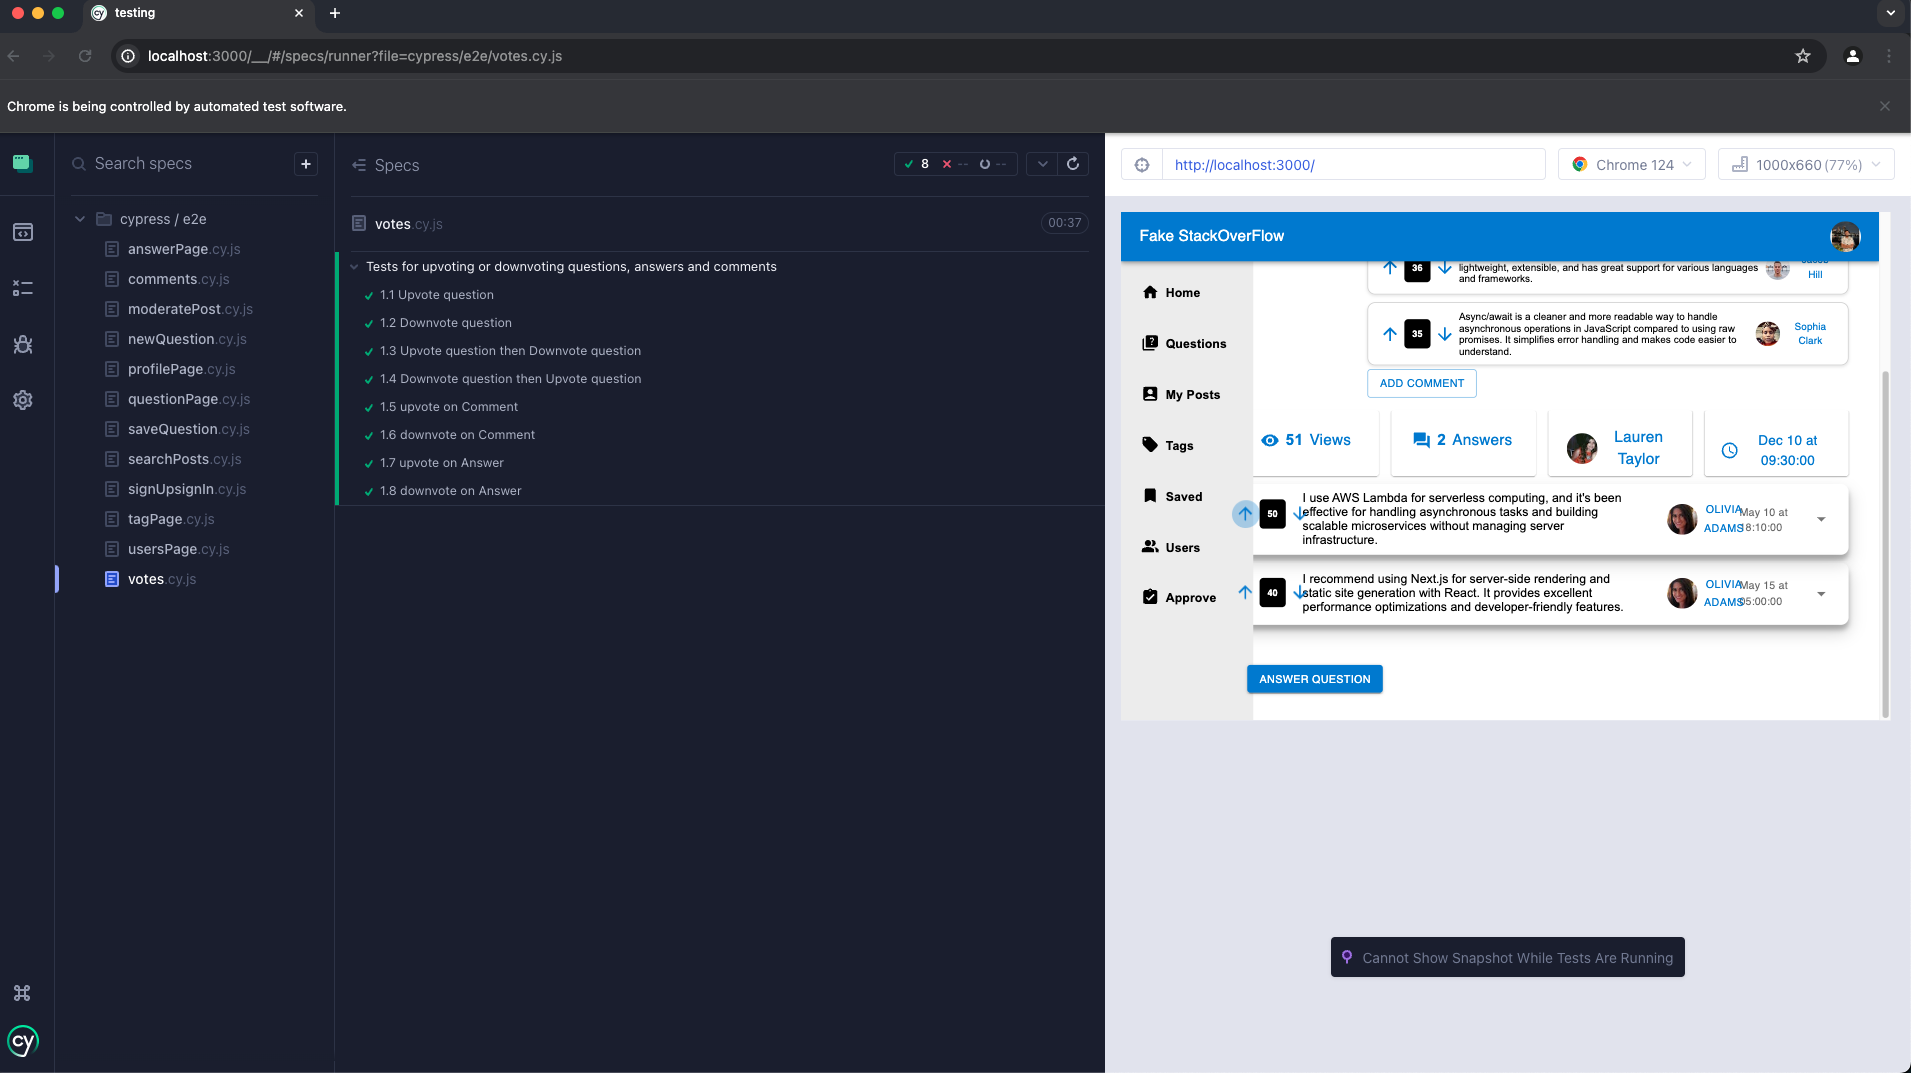 testing
localhost:3000/__/#/specs/runner?file=cypress/e2e/votes.cy.js
Chrome is being controlled by automated test software.
Search specs
cypress / e2e
answerPage.cy.js
comments.cy.js
moderatePost.cy.js
newQuestion.cy.js
profilePage.cy.js
questionPage.cy.js
saveQuestion.cy.js
searchPosts.cy.js
signUpsignIn.cy.js
tagPage.cy.js
usersPage.cy.js
votes.cy.js
cy
Specs
8 -- --
votes.cy.js 00:37
Tests for upvoting or downvoting questions, answers and comments
1.1 Upvote question
1.2 Downvote question
1.3 Upvote question then Downvote question
1.4 Downvote question then Upvote question
1.5 upvote on Comment
1.6 downvote on Comment
1.7 upvote on Answer
1.8 downvote on Answer
http://localhost:3000/
Chrome 124
1000x660 (77%)
Fake StackOverFlow
Home
Questions
My Posts
Tags
Saved
Users
Approve
36
lightweight, extensible, and has great support for various languages
and frameworks.
Hill
35
Async/await is a cleaner and more readable way to handle
asynchronous operations in JavaScript compared to using raw
promises. It simplifies error handling and makes code easier to
understand.
Sophia
Clark
ADD COMMENT
51 Views
2 Answers
Lauren
Taylor
Dec 10 at
09:30:00
50
I use AWS Lambda for serverless computing, and it's been
effective for handling asynchronous tasks and building
scalable microservices without managing server
infrastructure.
OLIVIA
ADAMS
May 10 at
18:10:00
40
I recommend using Next.js for server-side rendering and
static site generation with React. It provides excellent
performance optimizations and developer-friendly features.
OLIVIA
ADAMS
May 15 at
05:00:00
ANSWER QUESTION
Cannot Show Snapshot While Tests Are Running